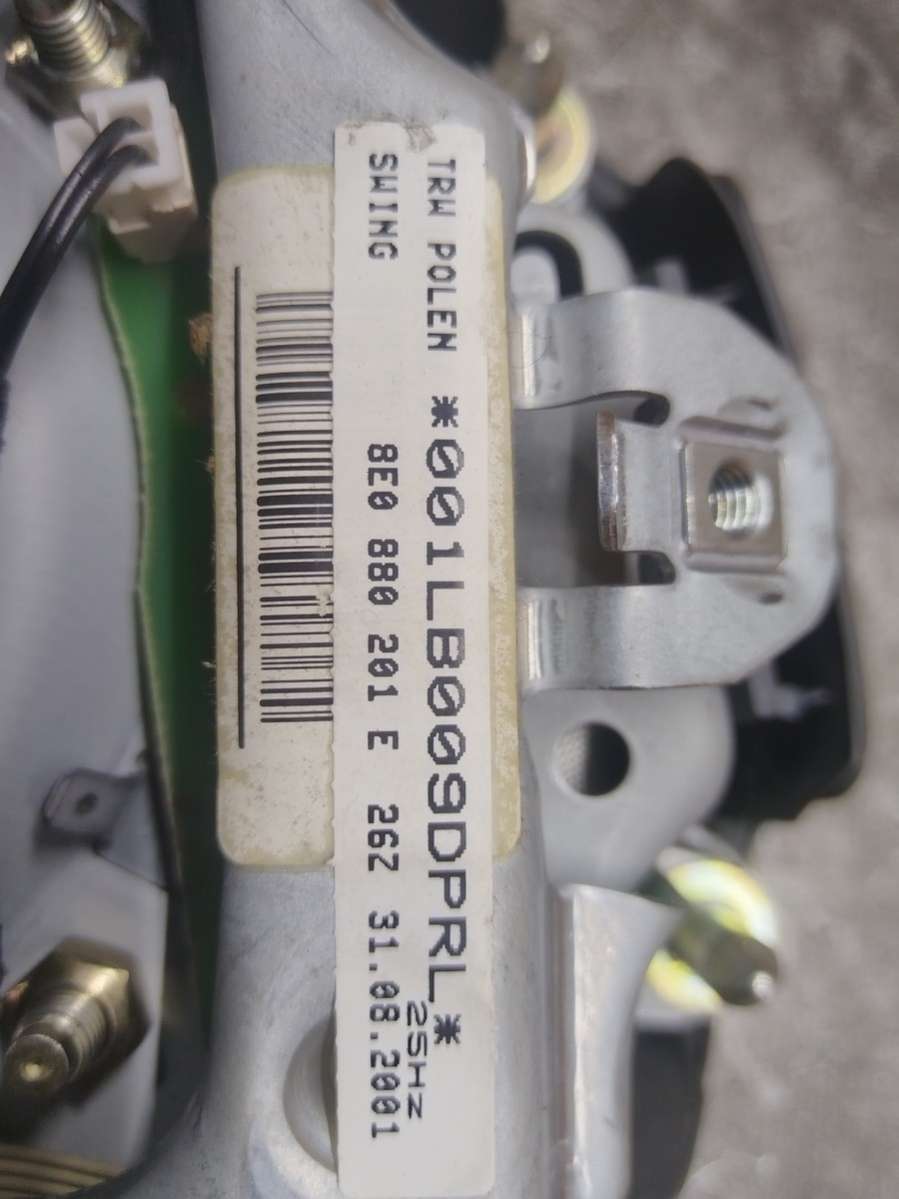 TRW POLEN *001LB009DPRL*
25HZ
SWING 8E0 880 201 E 26Z 31.08.2001